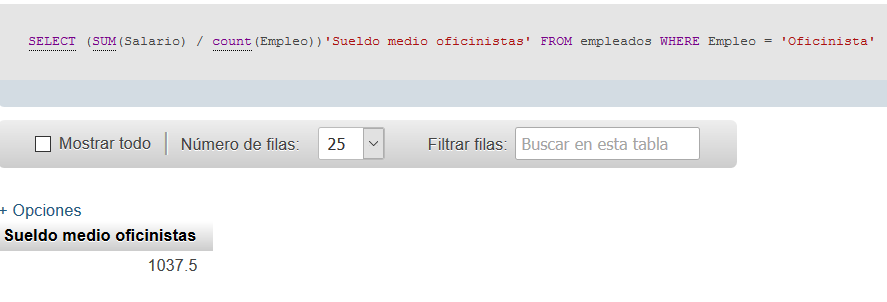 SELECT (SUM(Salario) / count(Empleo))'Sueldo medio oficinistas' FROM empleados WHERE Empleo = 'Oficinista'
Mostrar todo Número de filas: 25 Filtrar filas: Buscar en esta tabla
+ Opciones
Sueldo medio oficinistas
1037.5